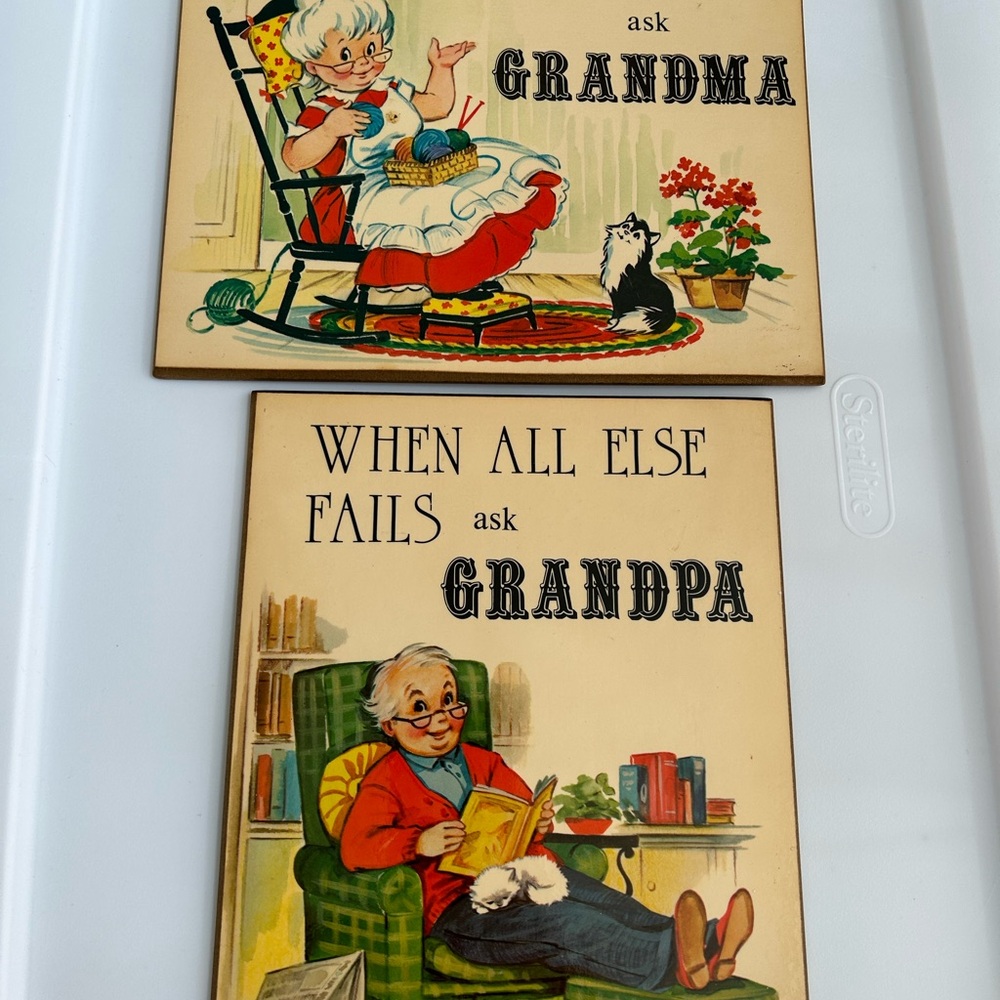 ask
GRANDMA
WHEN ALL ELSE
FAILS ask
GRANDPA
Sterilite